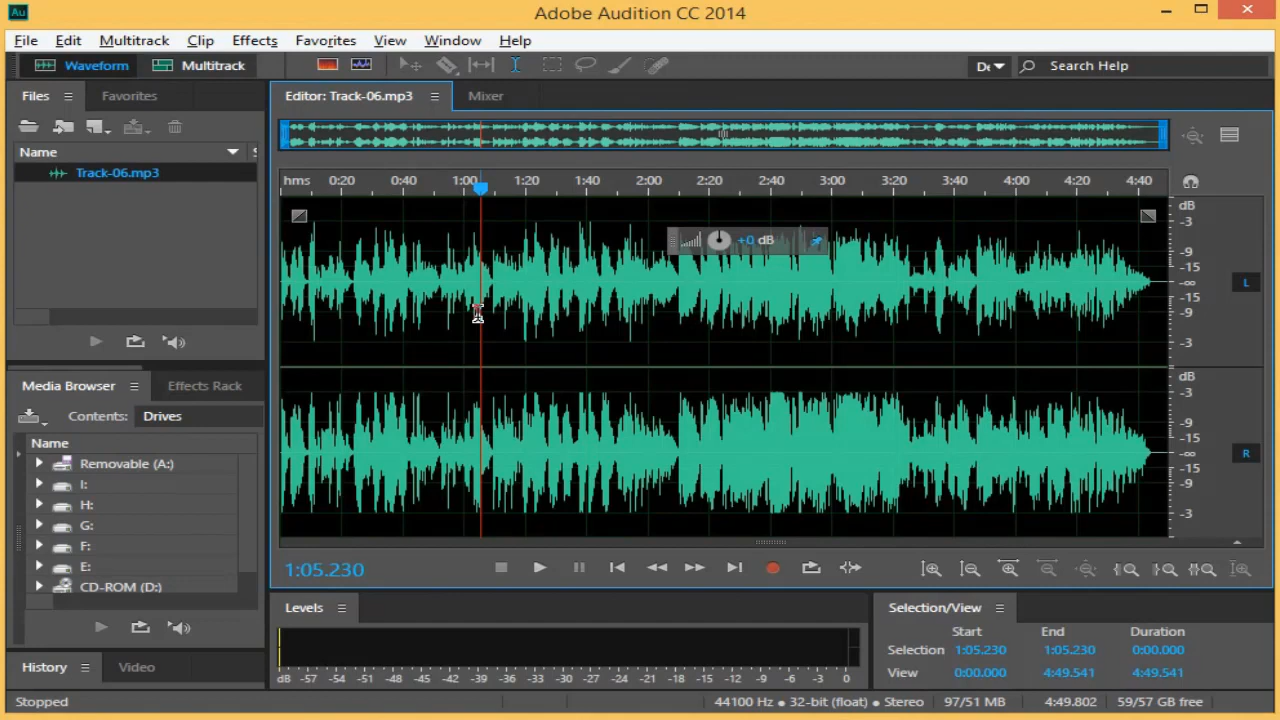 Au
Adobe Audition CC 2014
File Edit Multitrack Clip Effects Favorites View Window Help
Waveform Multitrack Search Help
Files Favorites
Editor: Track-06.mp3 Mixer
Name
Track-06.mp3
hms 0:20 0:40 1:00 1:20 1:40 2:00 2:20 2:40 3:00 3:20 3:40 4:00 4:20 4:40
dB
-3
+0 dB
-9
-15
-∞
L
-15
-9
-3
dB
-3
-9
-15
-∞
R
-15
-9
-3
Media Browser Effects Rack
Contents: Drives
Name
Removable (A:)
I:
H:
G:
F:
E:
CD-ROM (D:)
1:05.230
Levels
dB -57 -54 -51 -48 -45 -42 -39 -36 -33 -30 -27 -24 -21 -18 -15 -12 -9 -6 -3 0
Selection/View
Start End Duration
Selection 1:05.230 1:05.230 0:00.000
View 0:00.000 4:49.541 4:49.541
History Video
Stopped
44100 Hz ● 32-bit (float) ● Stereo 97/51 MB 4:49.802 59/57 GB free